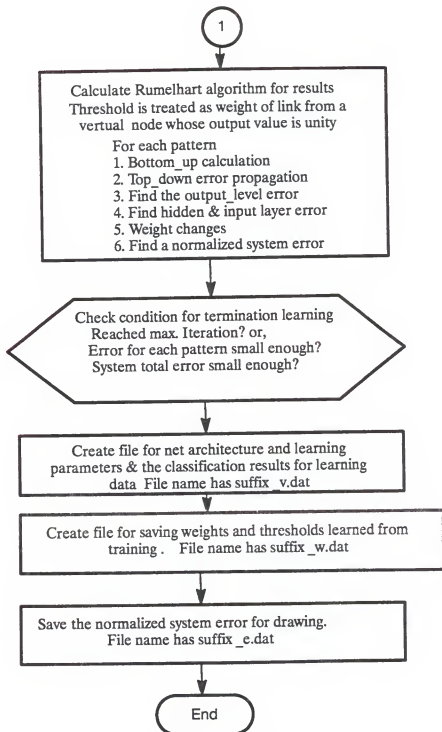 1
Calculate Rumelhart algorithm for results
Threshold is treated as weight of link from a
vertual node whose output value is unity
For each pattern
1. Bottom_up calculation
2. Top_down error propagation
3. Find the output_level error
4. Find hidden & input layer error
5. Weight changes
6. Find a normalized system error
Check condition for termination learning
Reached max. Iteration? or,
Error for each pattern small enough?
System total error small enough?
Create file for net architecture and learning
parameters & the classification results for learning
data File name has suffix _v.dat
Create file for saving weights and thresholds learned from
training . File name has suffix _w.dat
Save the normalized system error for drawing.
File name has suffix _e.dat
End